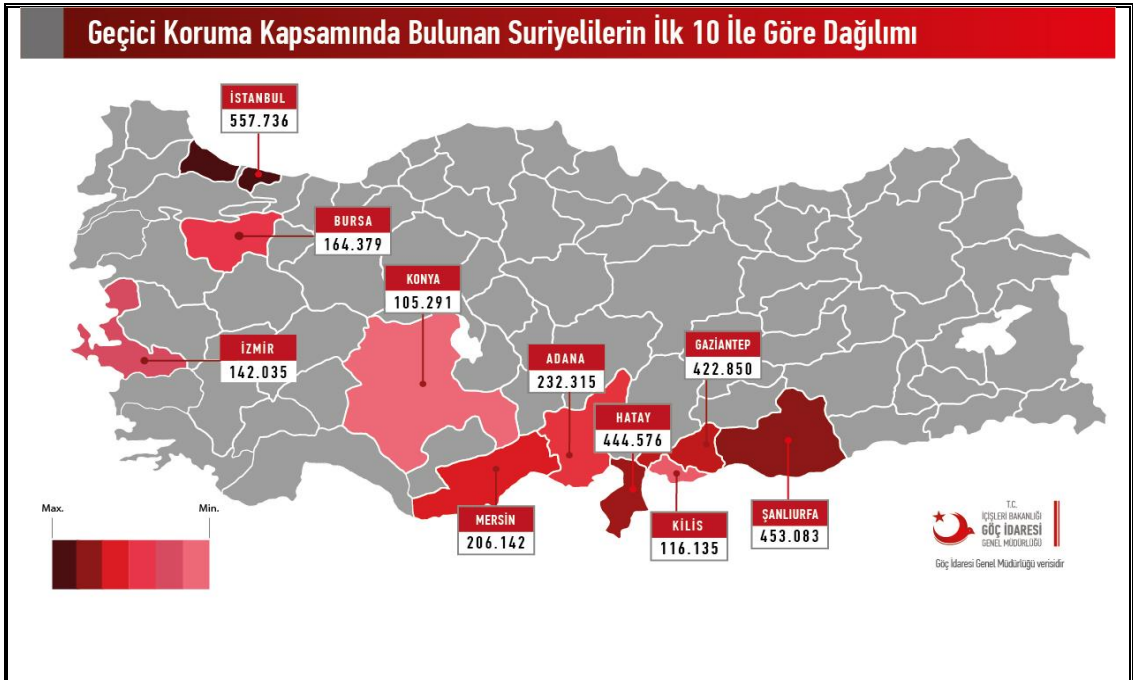 Geçici Koruma Kapsamında Bulunan Suriyelilerin İlk 10 İle Göre Dağılımı
İSTANBUL
557.736
BURSA
164.379
KONYA
105.291
İZMİR
142.035
ADANA
232.315
GAZİANTEP
422.850
HATAY
444.576
MERSİN
206.142
KİLİS
116.135
ŞANLIURFA
453.083
Max.
Min.
T.C.
İÇİŞLERİ BAKANLIĞI
GÖÇ İDARESİ
GENEL MÜDÜRLÜĞÜ
Göç İdaresi Genel Müdürlüğü verisidir